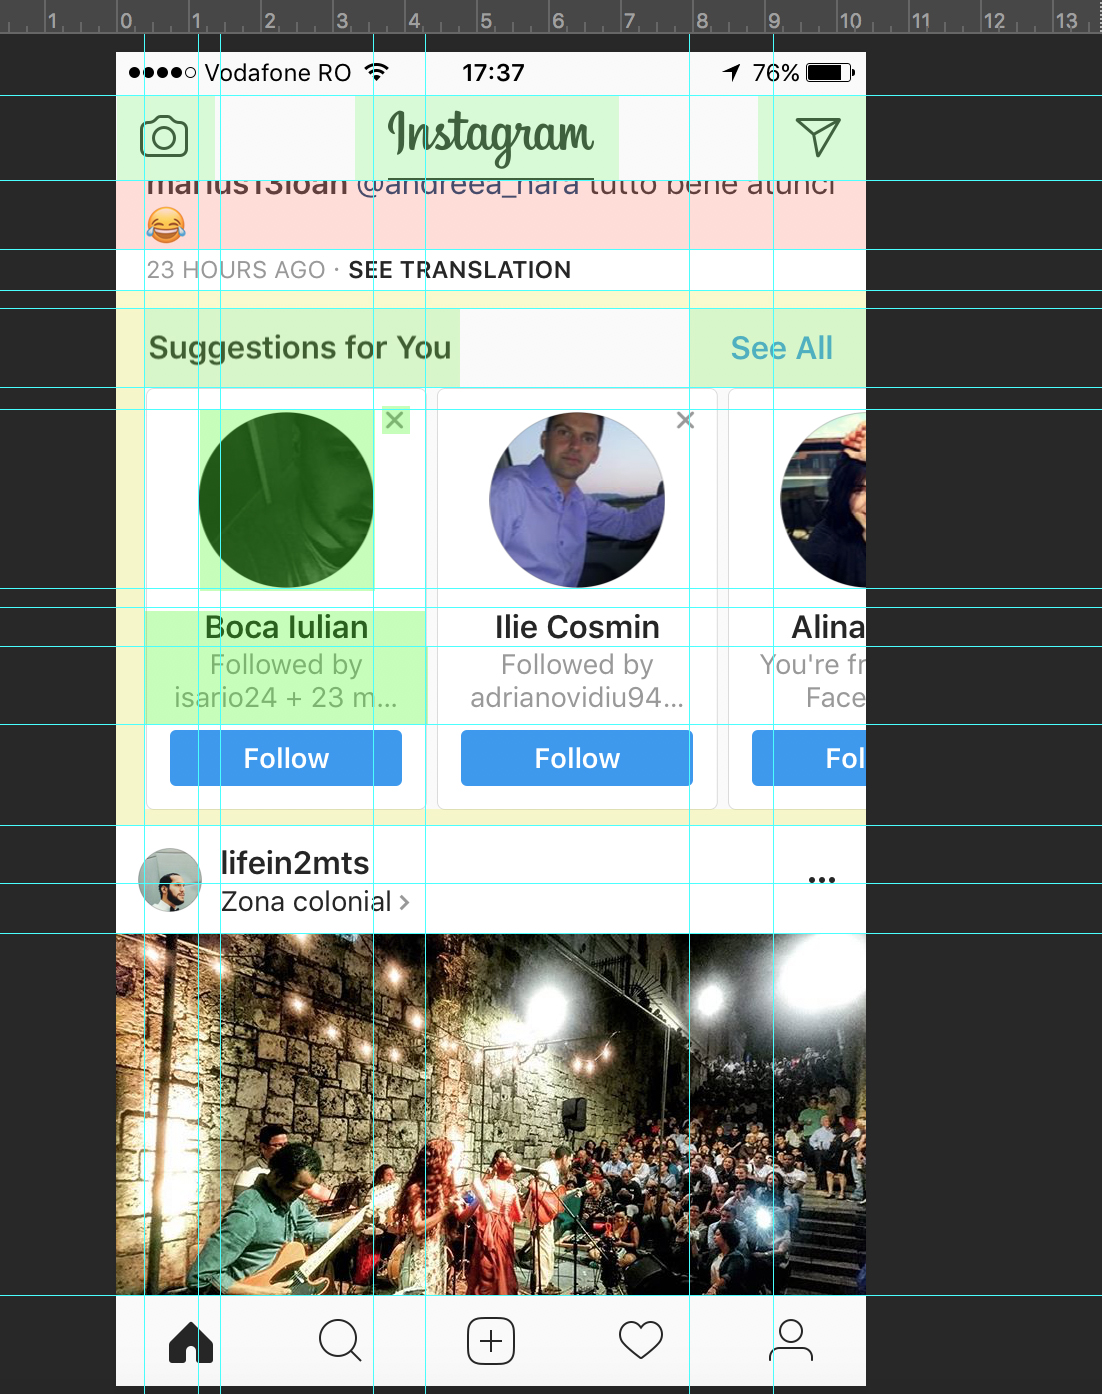 1 0 1 2 3 4 5 6 7 8 9 10 11 12 13
Vodafone RO 17:37 76%
Instagram
marius13ioan @andreea_nara tutto bene atunci
😂
23 HOURS AGO · SEE TRANSLATION
Suggestions for You See All
Boca Iulian Ilie Cosmin Alina
Followed by Followed by You're fr
isario24 + 23 m... adrianovidiu94... Face
Follow Follow Fol
lifein2mts
Zona colonial >